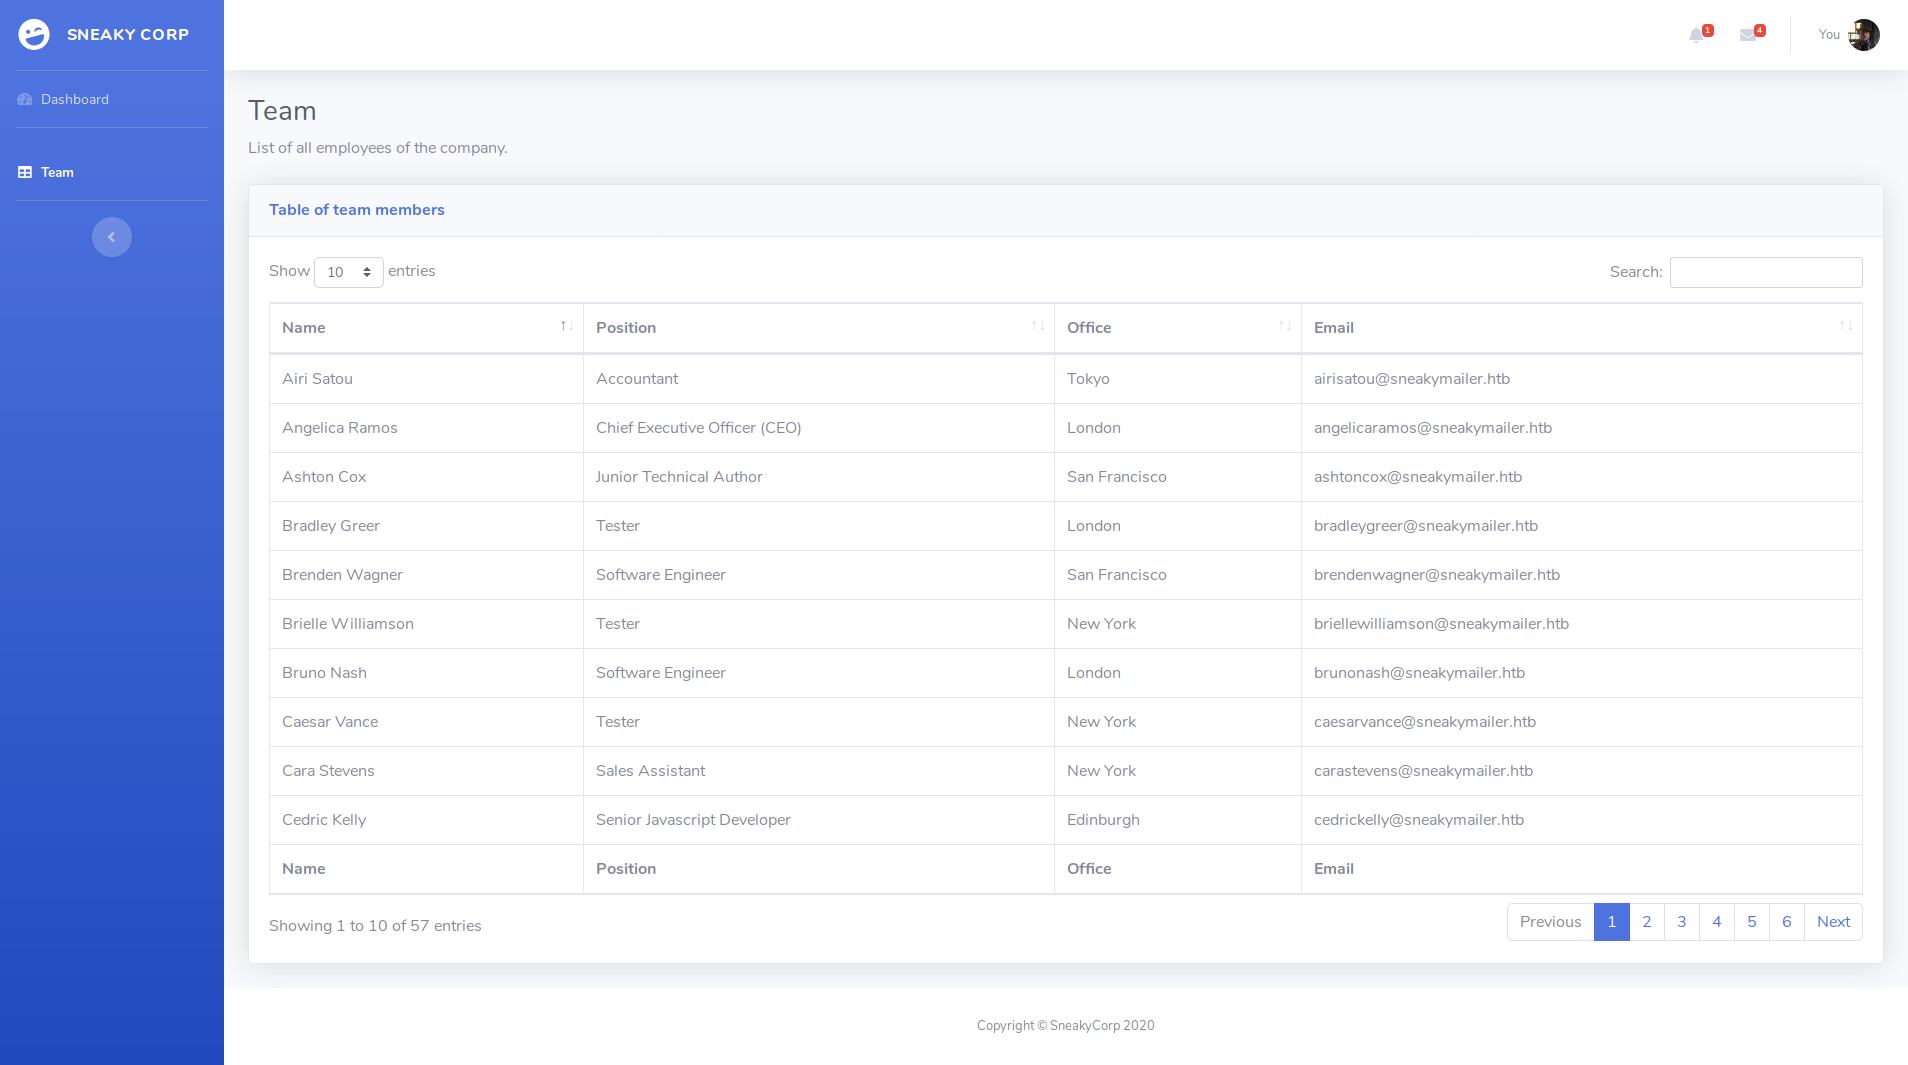 SNEAKY CORP
1
4
You
Dashboard
Team
Team
List of all employees of the company.
Table of team members
Show 10 entries
Search:
Name Position Office Email
Airi Satou Accountant Tokyo airisatou@sneakymailer.htb
Angelica Ramos Chief Executive Officer (CEO) London angelicaramos@sneakymailer.htb
Ashton Cox Junior Technical Author San Francisco ashtoncox@sneakymailer.htb
Bradley Greer Tester London bradleygreer@sneakymailer.htb
Brenden Wagner Software Engineer San Francisco brendenwagner@sneakymailer.htb
Brielle Williamson Tester New York briellewilliamson@sneakymailer.htb
Bruno Nash Software Engineer London brunonash@sneakymailer.htb
Caesar Vance Tester New York caesarvance@sneakymailer.htb
Cara Stevens Sales Assistant New York carastevens@sneakymailer.htb
Cedric Kelly Senior Javascript Developer Edinburgh cedrickelly@sneakymailer.htb
Name Position Office Email
Showing 1 to 10 of 57 entries
Previous 1 2 3 4 5 6 Next
Copyright © SneakyCorp 2020